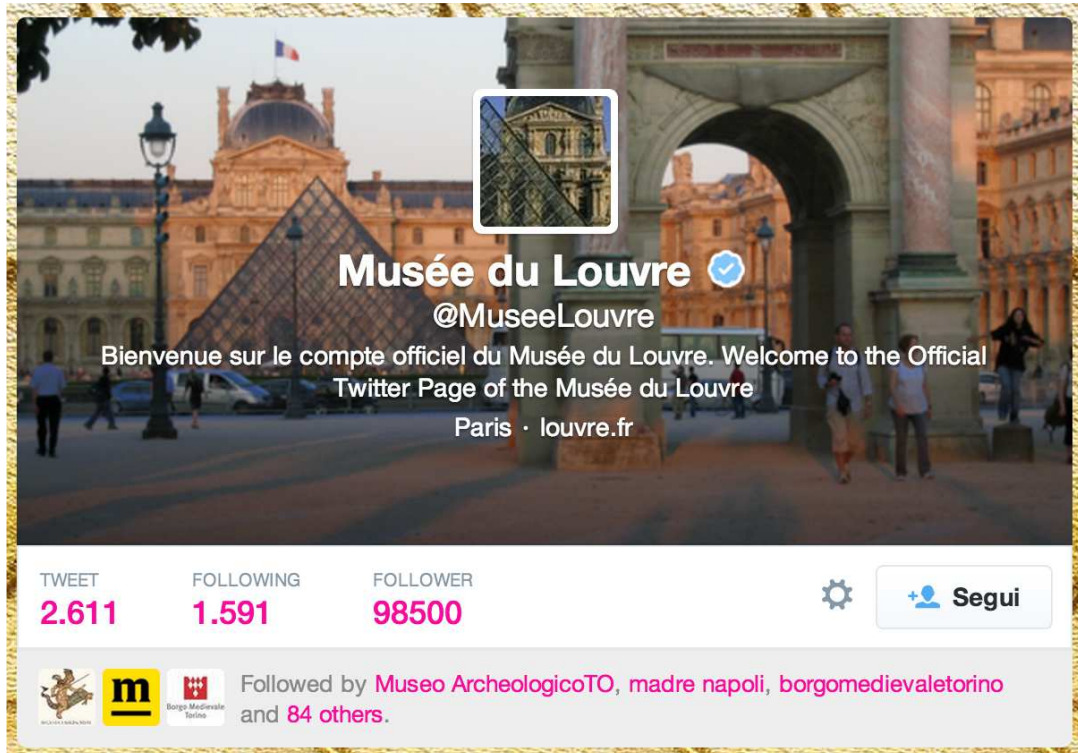 Musée du Louvre
@MuseeLouvre
Bienvenue sur le compte officiel du Musée du Louvre. Welcome to the Official
Twitter Page of the Musée du Louvre
Paris · louvre.fr
TWEET FOLLOWING FOLLOWER
2.611 1.591 98500
Segui
m
Borgo Medievale
Torino
Followed by Museo ArcheologicoTO, madre napoli, borgomedievaletorino
and 84 others.